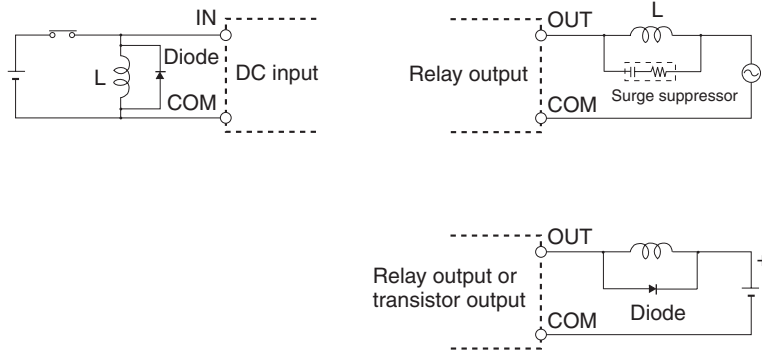 IN
Diode
L
DC input
COM
OUT
L
Relay output
Surge suppressor
COM
OUT
+
Relay output or
transistor output
Diode
COM